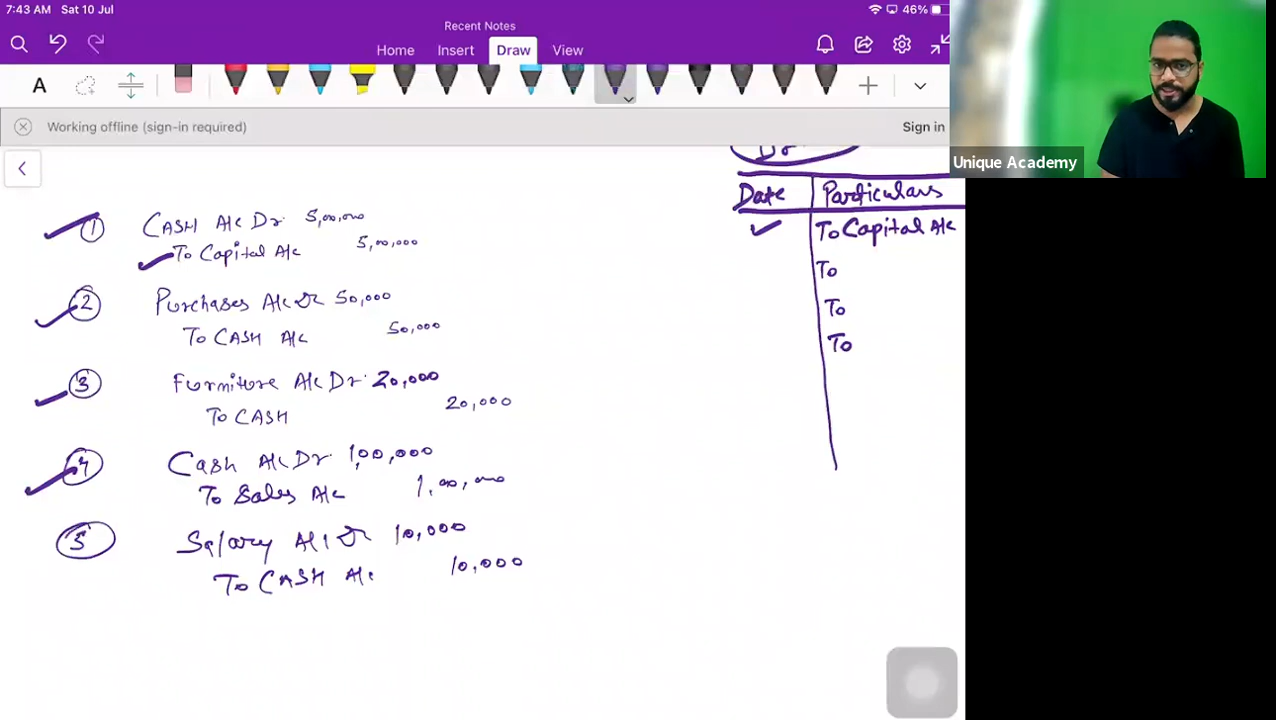 7:43 AM Sat 10 Jul
46%
Recent Notes
Home Insert Draw View
A
Working offline (sign-in required)
Sign in
Unique Academy
Dr.
Date Particulars
To Capital A/c
To
To
To
1 CASH A/c Dr. 5,00,000
To Capital A/c 5,00,000
2 Purchases A/c Dr 50,000
To CASH A/c 50,000
3 Furniture A/c Dr. 20,000
To CASH 20,000
4 Cash A/c Dr. 1,00,000
To Sales A/c 1,00,000
5 Salary A/c Dr 10,000
To CASH A/c 10,000